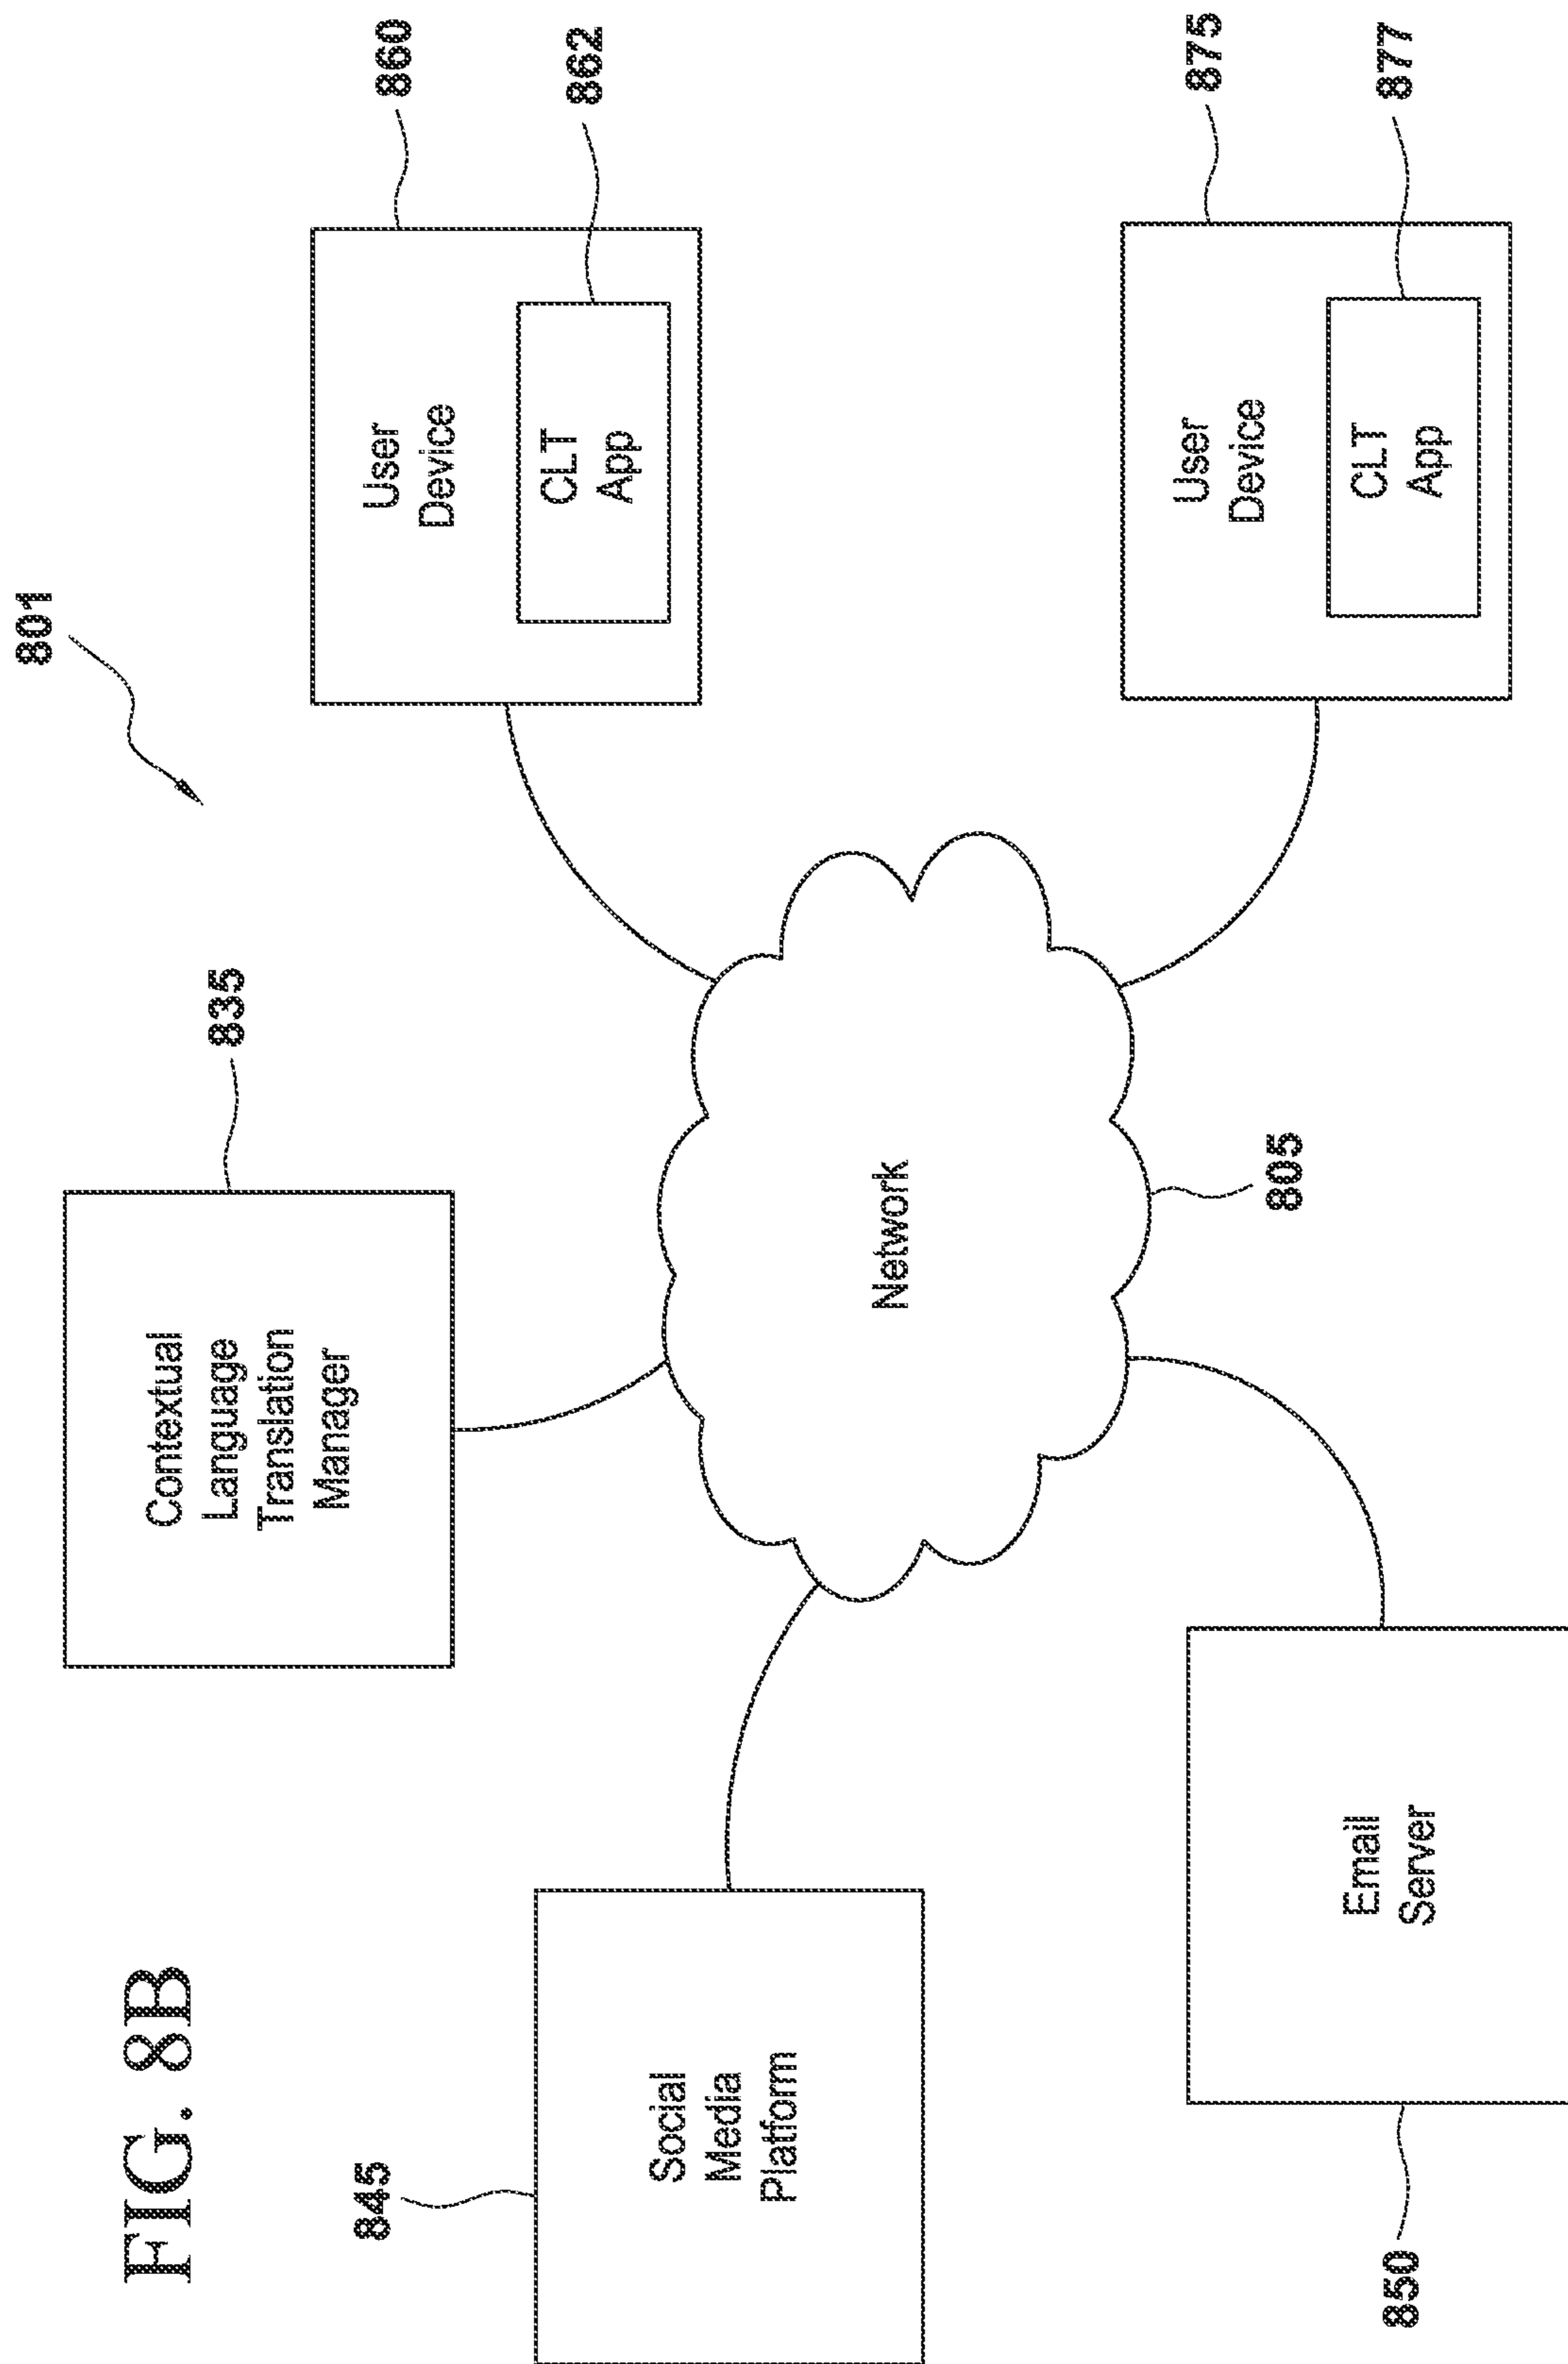 FIG. 8B
801
835
Contextual
Language
Translation
Manager
845
Social
Media
Platform
860
User
Device
862
CLT
App
Network
805
850
Email
Server
875
User
Device
877
CLT
App